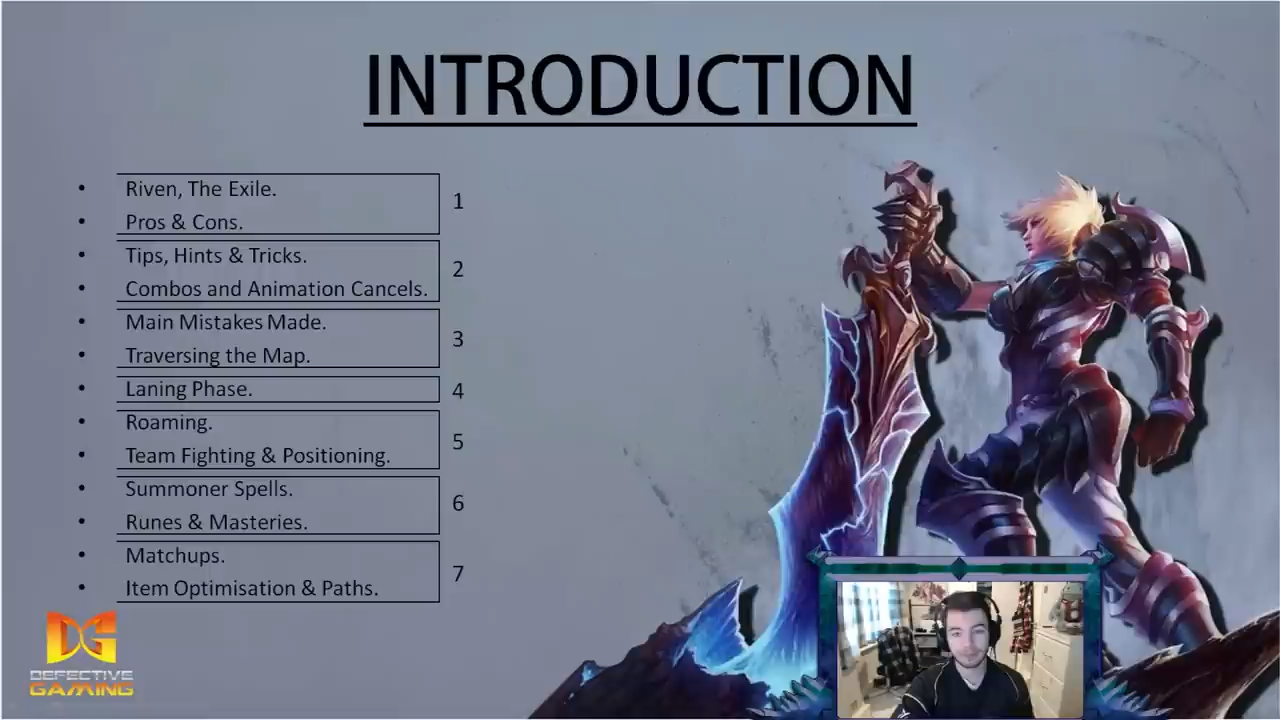 INTRODUCTION
• Riven, The Exile.
• Pros & Cons.
1
• Tips, Hints & Tricks.
• Combos and Animation Cancels.
2
• Main Mistakes Made.
• Traversing the Map.
3
• Laning Phase.
4
• Roaming.
• Team Fighting & Positioning.
5
• Summoner Spells.
• Runes & Masteries.
6
• Matchups.
• Item Optimisation & Paths.
7
DG
DEFECTIVE
GAMING